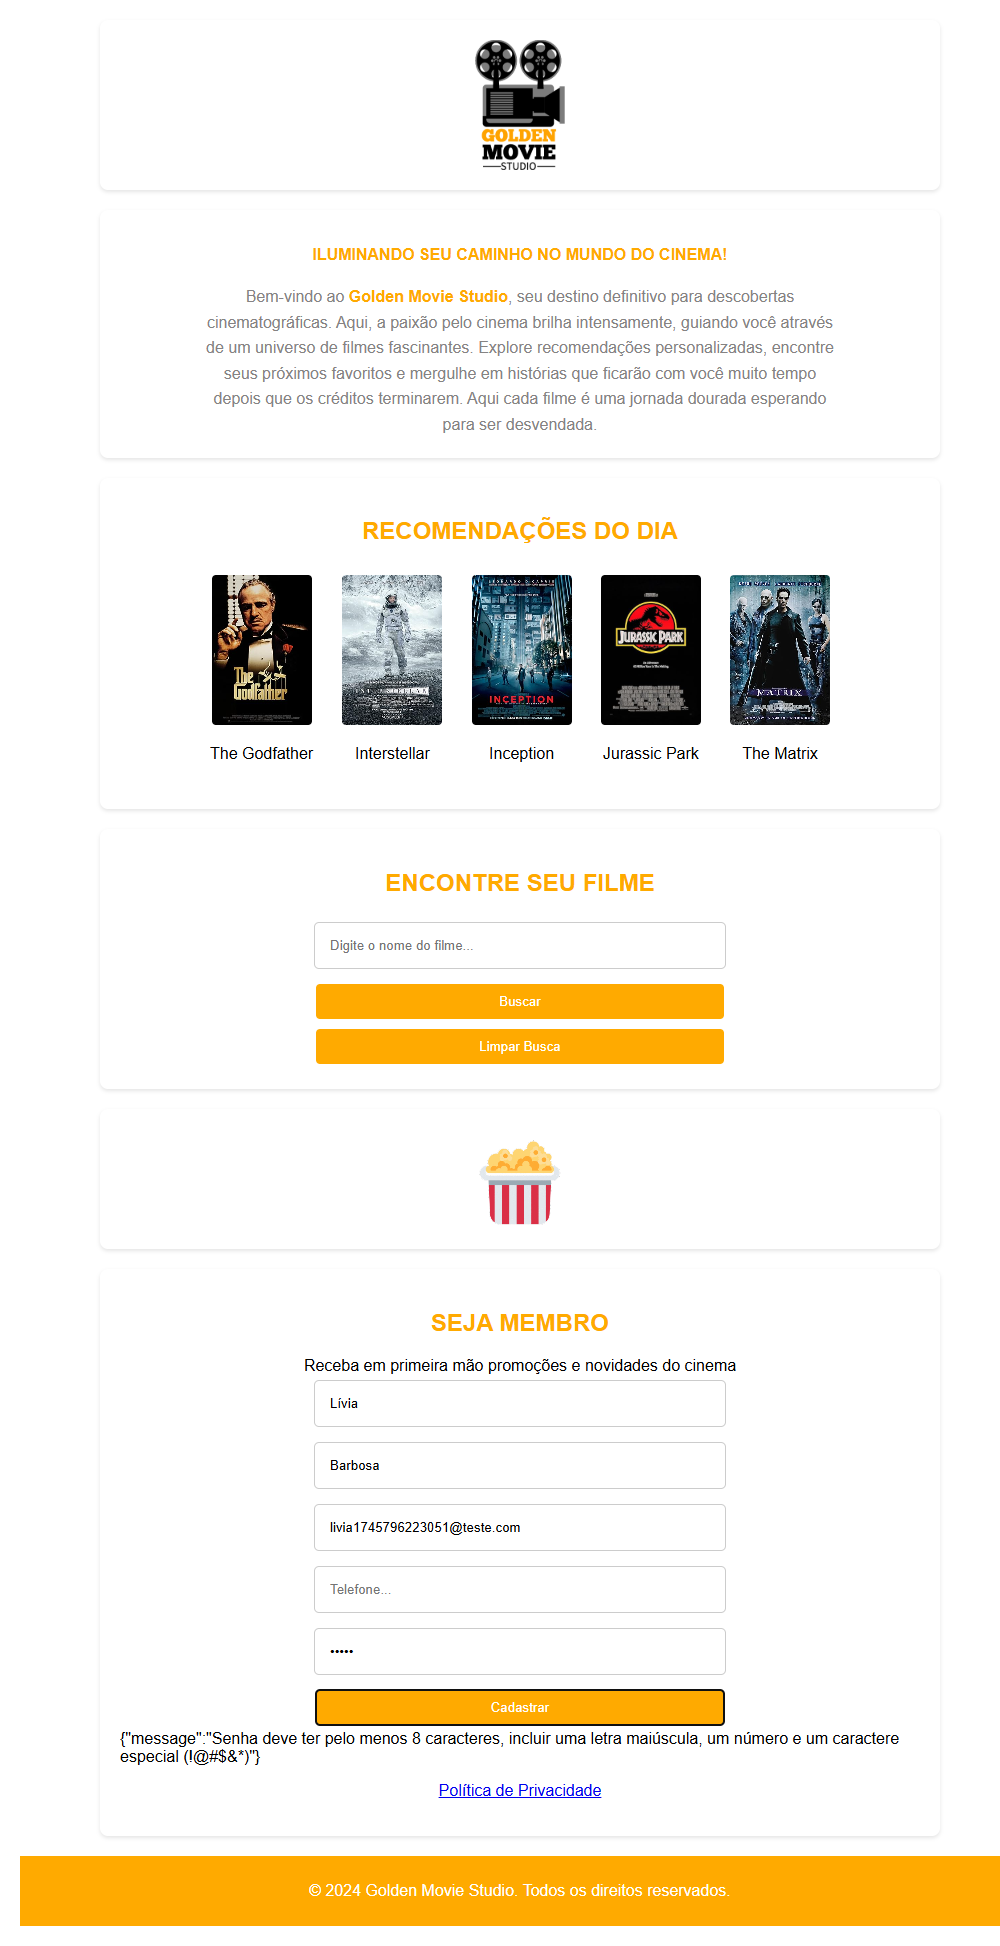 GOLDEN
MOVIE
STUDIO
ILUMINANDO SEU CAMINHO NO MUNDO DO CINEMA!
Bem-vindo ao Golden Movie Studio, seu destino definitivo para descobertas
cinematográficas. Aqui, a paixão pelo cinema brilha intensamente, guiando você através
de um universo de filmes fascinantes. Explore recomendações personalizadas, encontre
seus próximos favoritos e mergulhe em histórias que ficarão com você muito tempo
depois que os créditos terminarem. Aqui cada filme é uma jornada dourada esperando
para ser desvendada.
RECOMENDAÇÕES DO DIA
The
Godfather
INTERSTELLAR
INCEPTION
JURASSIC PARK
MATRIX
The Godfather
Interstellar
Inception
Jurassic Park
The Matrix
ENCONTRE SEU FILME
Digite o nome do filme...
Buscar
Limpar Busca
SEJA MEMBRO
Receba em primeira mão promoções e novidades do cinema
Lívia
Barbosa
livia1745796223051@teste.com
Telefone...
•••••
Cadastrar
{"message":"Senha deve ter pelo menos 8 caracteres, incluir uma letra maiúscula, um número e um caractere
especial (!@#$&*)"}
Política de Privacidade
© 2024 Golden Movie Studio. Todos os direitos reservados.